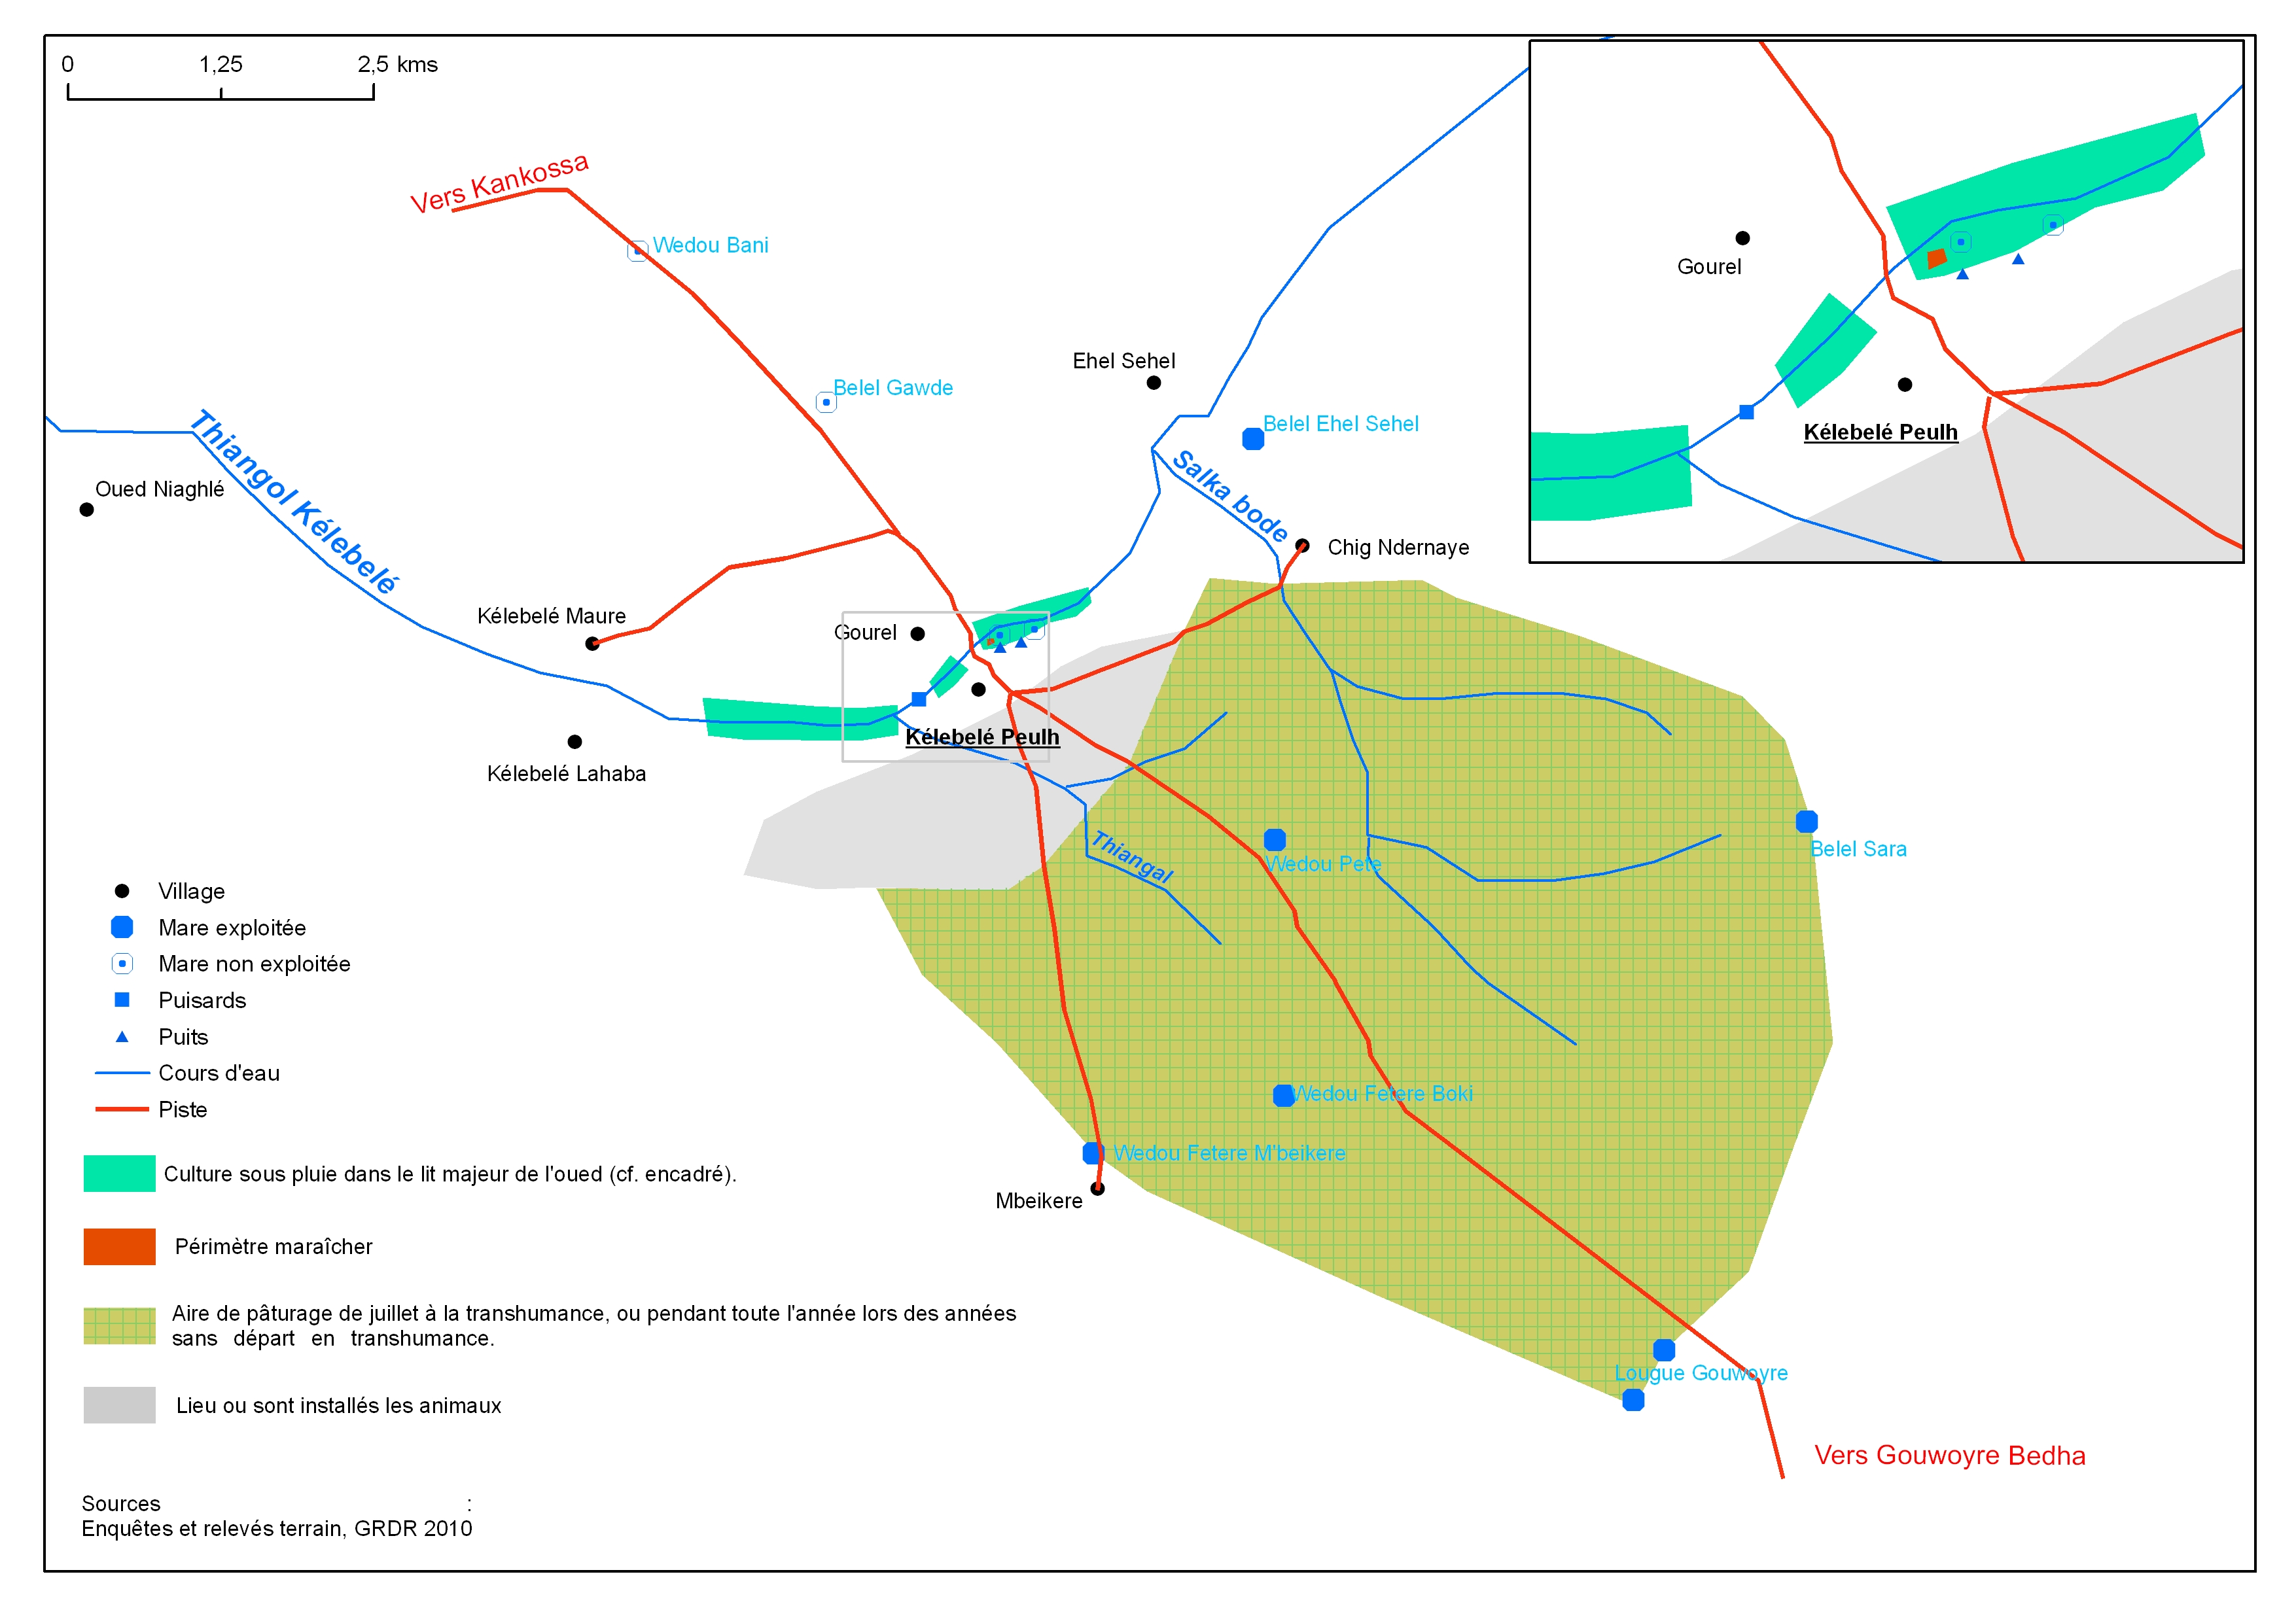 0 1,25 2,5 kms
Vers Kankossa
Wedou Bani
Gourel
Ehel Sehel
Belel Gawde
Belel Ehel Sehel
Kélebelé Peulh
Thiangol Kélebelé
Salka bode
Oued Niaghlé
Chig Ndernaye
Kélebelé Maure
Gourel
Kélebelé Peulh
Kélebelé Lahaba
Thiangal
Wedou Pete
Belel Sara
Village
Mare exploitée
Mare non exploitée
Puisards
Puits
Cours d'eau
Piste
Wedou Fetere Boki
Wedou Fetere M'beikere
Mbeikere
Culture sous pluie dans le lit majeur de l'oued (cf. encadré).
Périmètre maraîcher
Aire de pâturage de juillet à la transhumance, ou pendant toute l'année lors des années
sans départ en transhumance.
Lougue Gouwoyre
Lieu ou sont installés les animaux
Vers Gouwoyre Bedha
Sources :
Enquêtes et relevés terrain, GRDR 2010